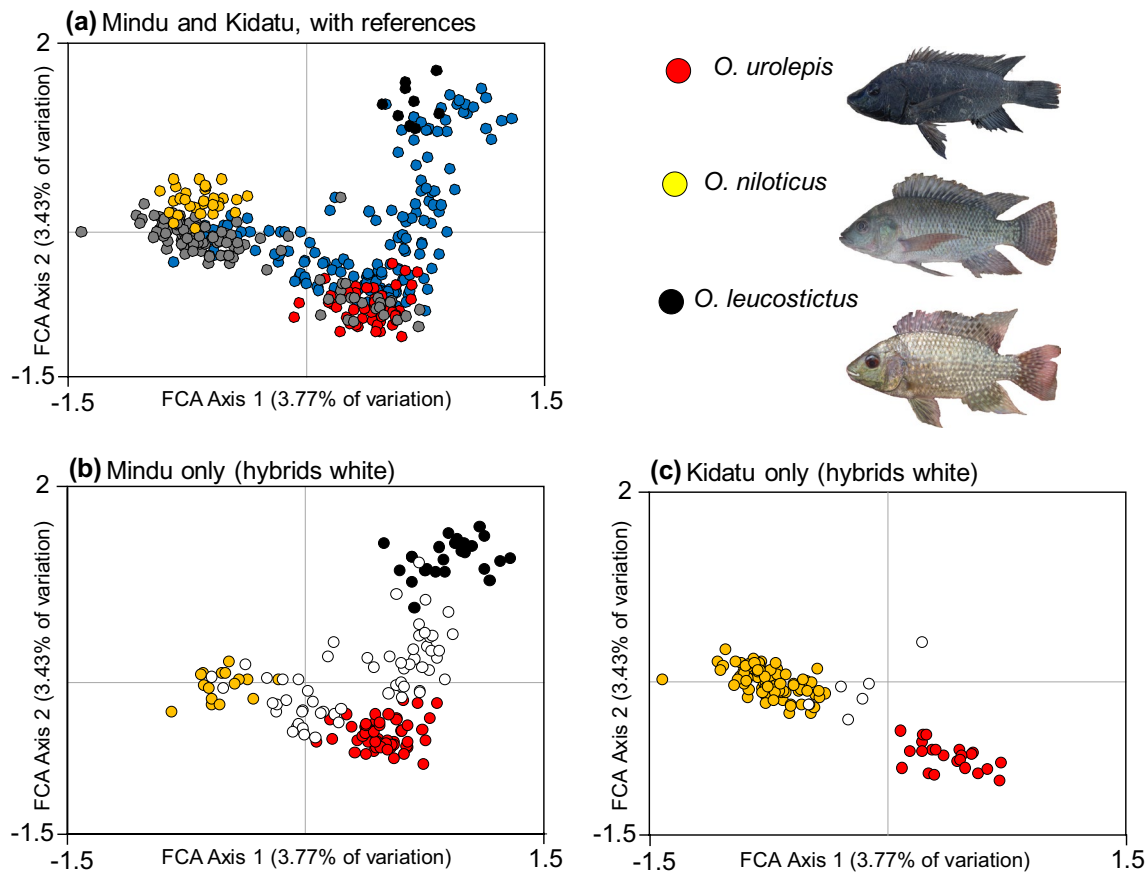 (a) Mindu and Kidatu, with references
2
FCA Axis 2 (3.43% of variation)
-1.5
-1.5
FCA Axis 1 (3.77% of variation)
1.5
O. urolepis
O. niloticus
O. leucostictus
(b) Mindu only (hybrids white)
2
FCA Axis 2 (3.43% of variation)
-1.5
-1.5
FCA Axis 1 (3.77% of variation)
1.5
(c) Kidatu only (hybrids white)
2
FCA Axis 2 (3.43% of variation)
-1.5
-1.5
FCA Axis 1 (3.77% of variation)
1.5